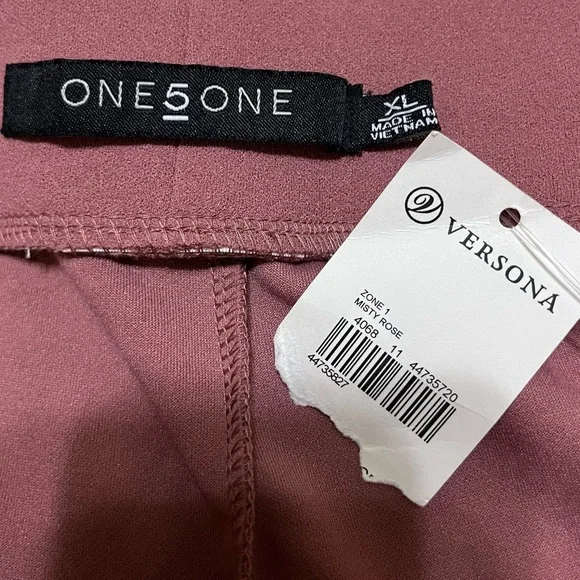 ONE5ONE
XL
MADE IN
VIETNAM
VERSONA
ZONE 1
MISTY ROSE
4068 11 44735720
44735827